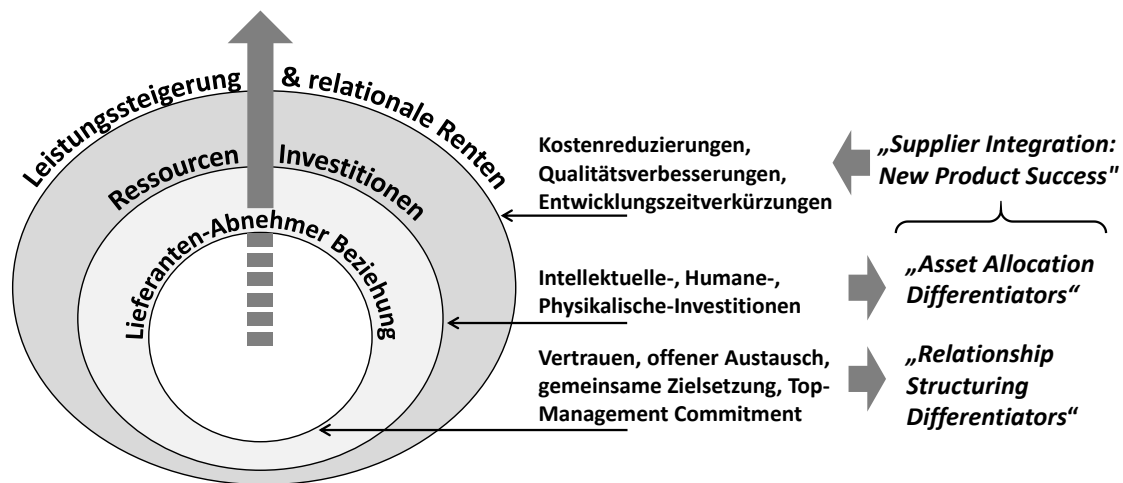 Leistungssteigerung & relationale Renten
Ressourcen Investitionen
Lieferanten-Abnehmer Beziehung
Kostenreduzierungen,
Qualitätsverbesserungen,
Entwicklungszeitverkürzungen
„Supplier Integration:
New Product Success"
Intellektuelle-, Humane-,
Physikalische-Investitionen
„Asset Allocation
Differentiators“
Vertrauen, offener Austausch,
gemeinsame Zielsetzung, Top-
Management Commitment
„Relationship
Structuring
Differentiators“